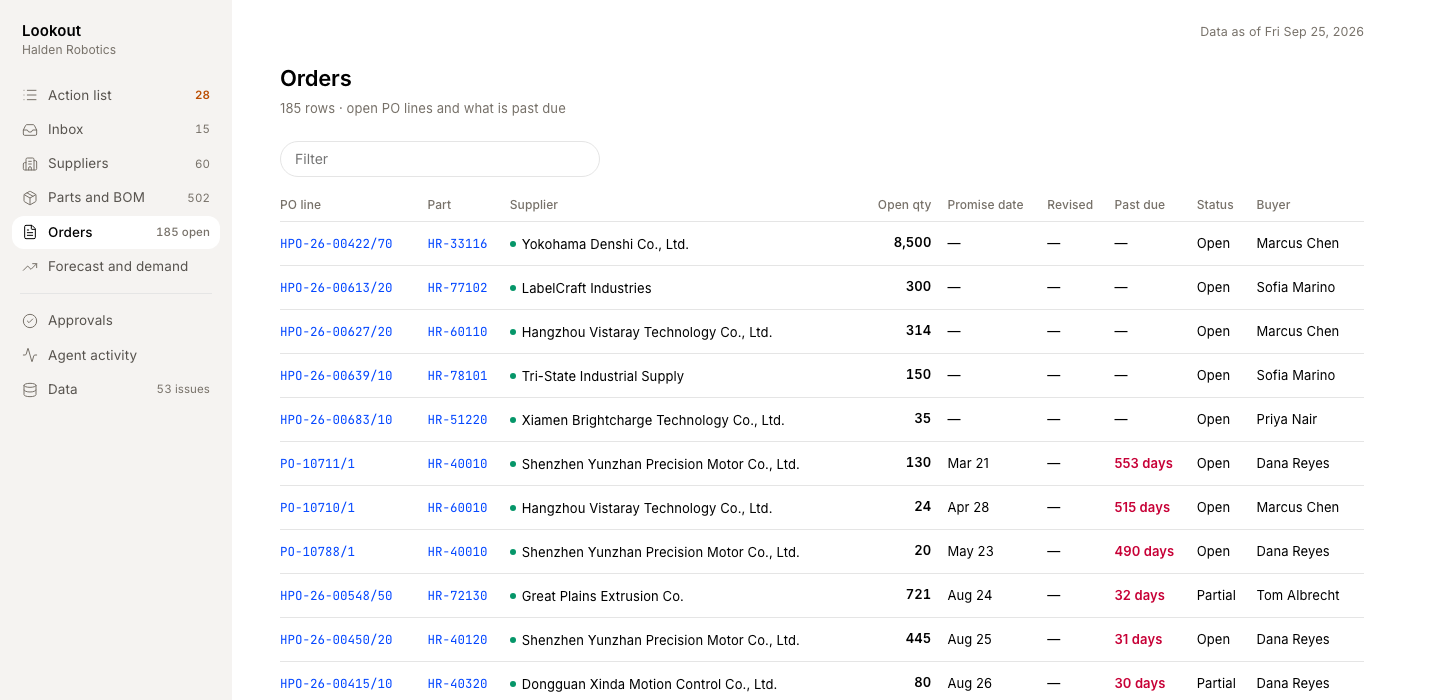 Lookout
Halden Robotics
Action list 28
Inbox 15
Suppliers 60
Parts and BOM 502
Orders 185 open
Forecast and demand
Approvals
Agent activity
Data 53 issues
Data as of Fri Sep 25, 2026
Orders
185 rows · open PO lines and what is past due
Filter
PO line Part Supplier Open qty Promise date Revised Past due Status Buyer
HPO-26-00422/70 HR-33116 Yokohama Denshi Co., Ltd. 8,500 — — — Open Marcus Chen
HPO-26-00613/20 HR-77102 LabelCraft Industries 300 — — — Open Sofia Marino
HPO-26-00627/20 HR-60110 Hangzhou Vistaray Technology Co., Ltd. 314 — — — Open Marcus Chen
HPO-26-00639/10 HR-78101 Tri-State Industrial Supply 150 — — — Open Sofia Marino
HPO-26-00683/10 HR-51220 Xiamen Brightcharge Technology Co., Ltd. 35 — — — Open Priya Nair
PO-10711/1 HR-40010 Shenzhen Yunzhan Precision Motor Co., Ltd. 130 Mar 21 — 553 days Open Dana Reyes
PO-10710/1 HR-60010 Hangzhou Vistaray Technology Co., Ltd. 24 Apr 28 — 515 days Open Marcus Chen
PO-10788/1 HR-40010 Shenzhen Yunzhan Precision Motor Co., Ltd. 20 May 23 — 490 days Open Dana Reyes
HPO-26-00548/50 HR-72130 Great Plains Extrusion Co. 721 Aug 24 — 32 days Partial Tom Albrecht
HPO-26-00450/20 HR-40120 Shenzhen Yunzhan Precision Motor Co., Ltd. 445 Aug 25 — 31 days Open Dana Reyes
HPO-26-00415/10 HR-40320 Dongguan Xinda Motion Control Co., Ltd. 80 Aug 26 — 30 days Partial Dana Reyes